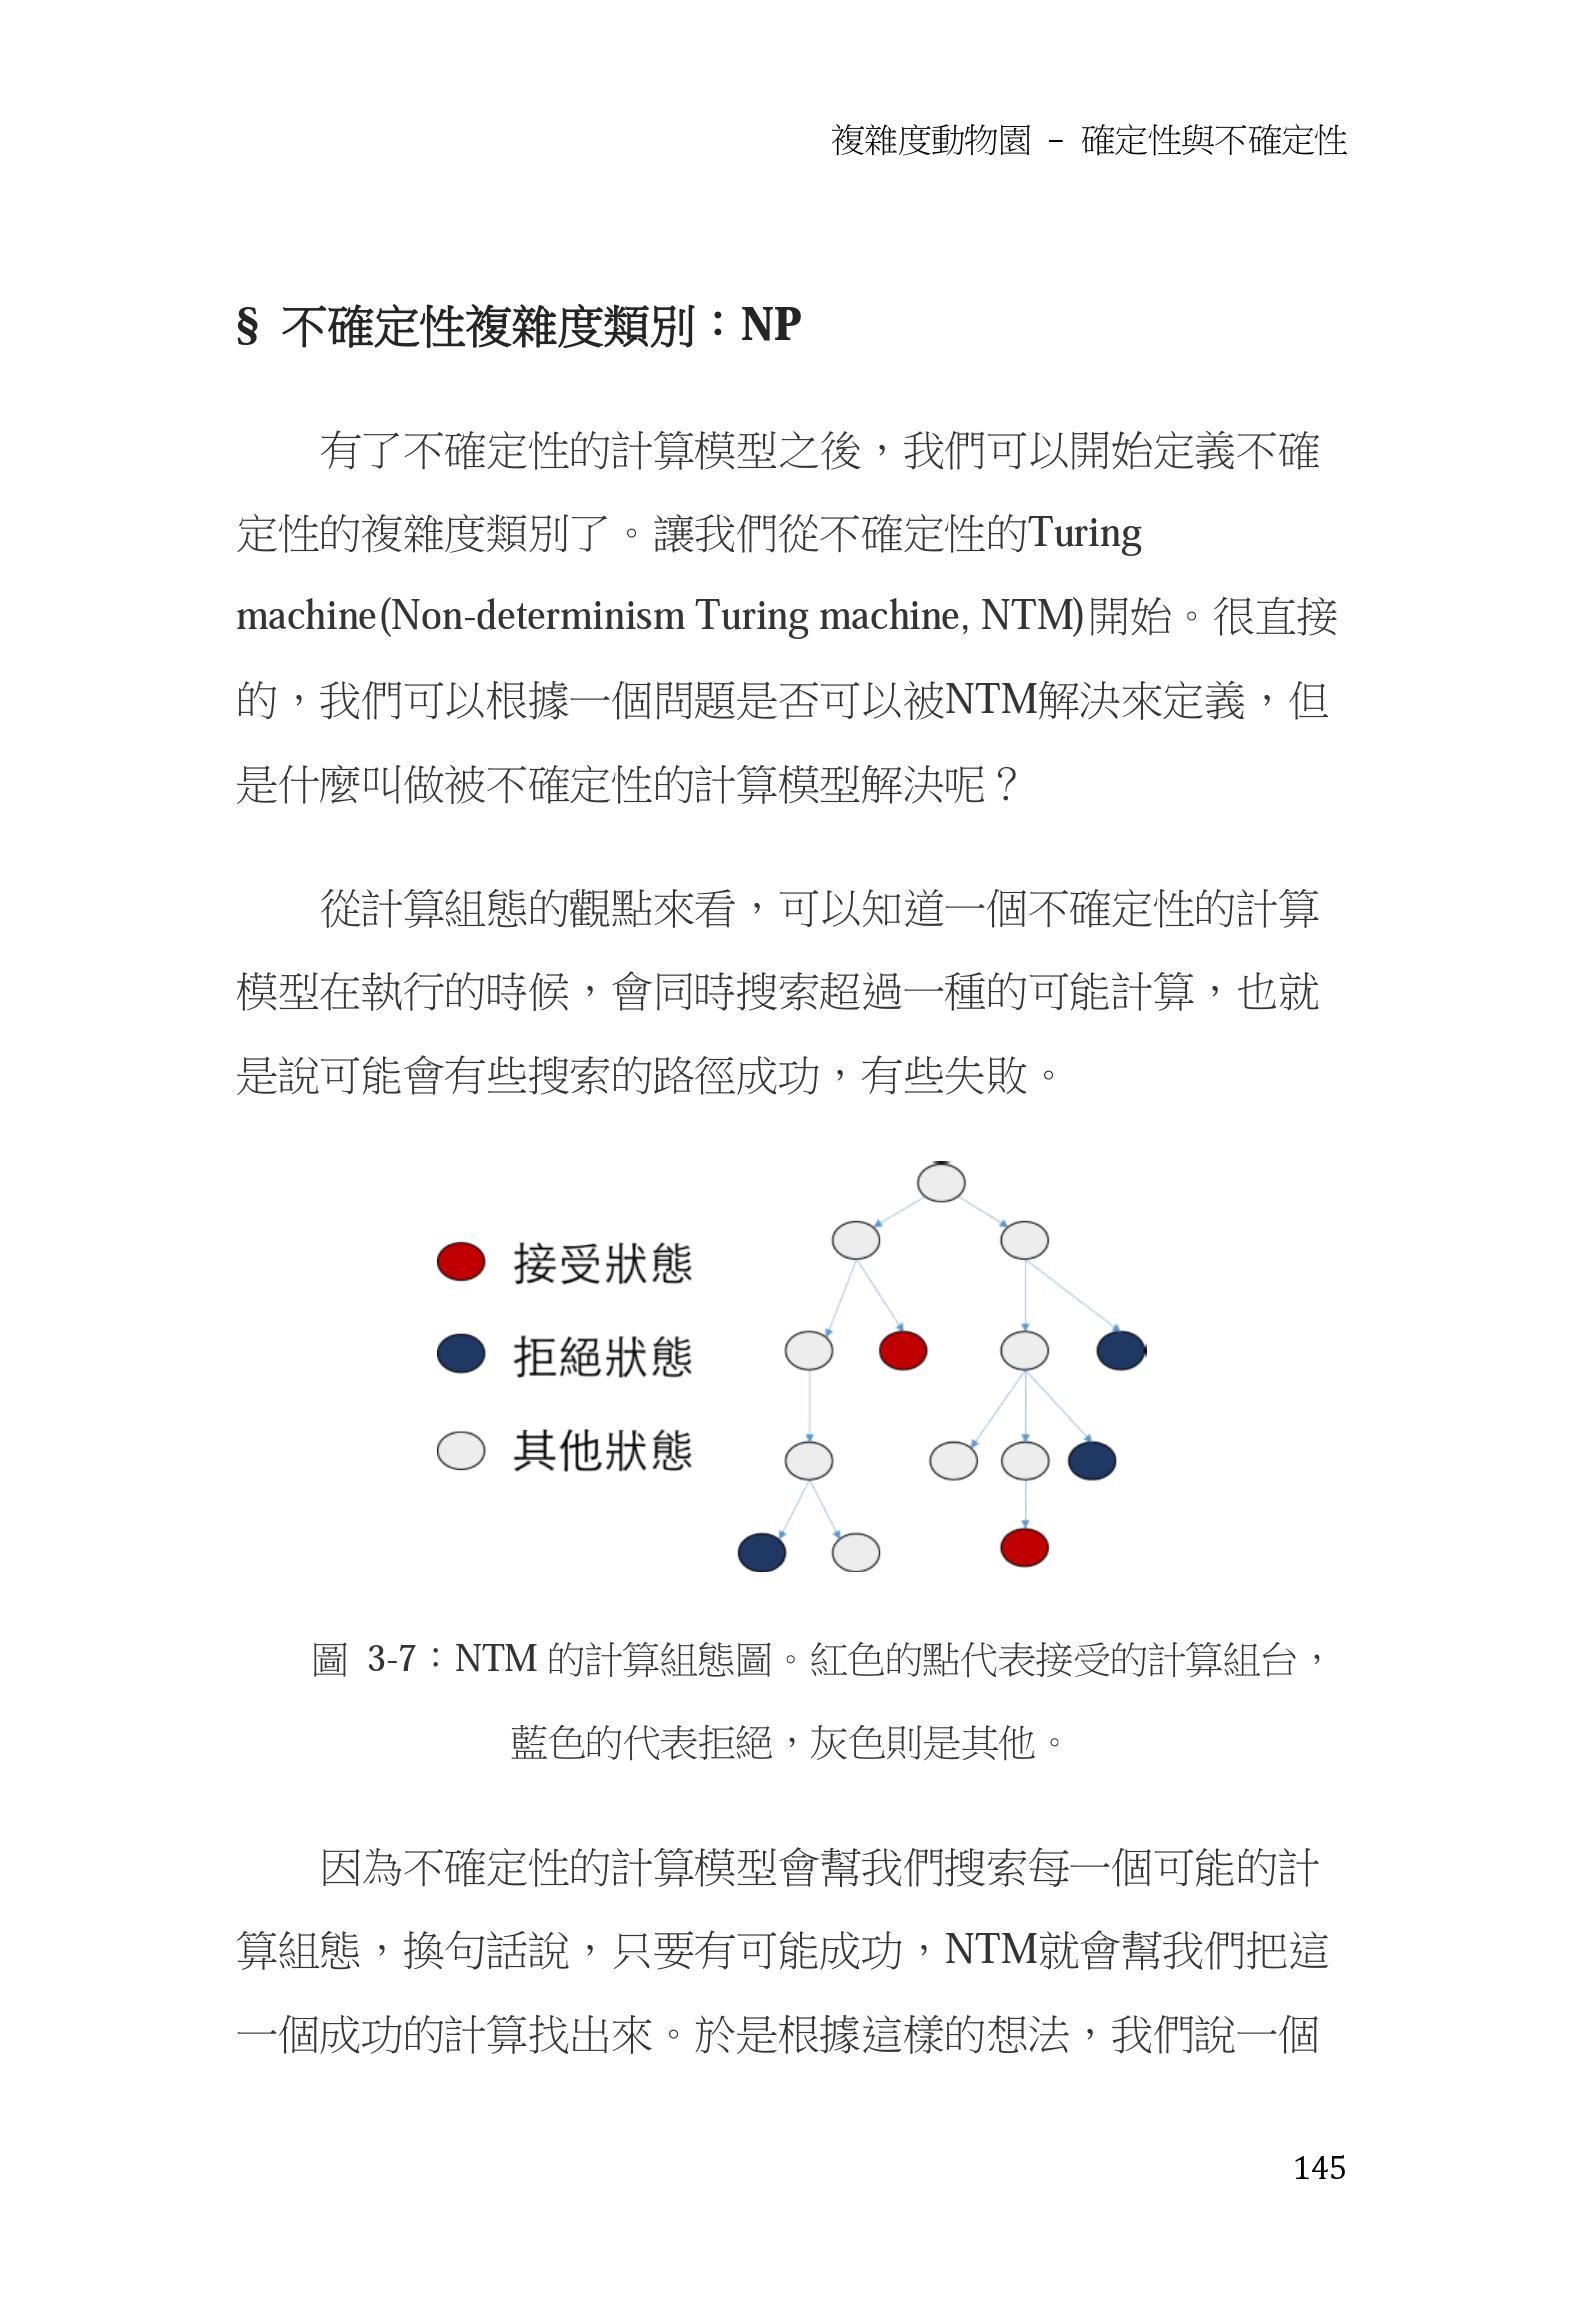 複雜度動物園 – 確定性與不確定性
§ 不確定性複雜度類別：NP
有了不確定性的計算模型之後，我們可以開始定義不確
定性的複雜度類別了。讓我們從不確定性的Turing
machine(Non-determinism Turing machine, NTM)開始。很直接
的，我們可以根據一個問題是否可以被NTM解決來定義，但
是什麼叫做被不確定性的計算模型解決呢？
從計算組態的觀點來看，可以知道一個不確定性的計算
模型在執行的時候，會同時搜索超過一種的可能計算，也就
是說可能會有些搜索的路徑成功，有些失敗。
接受狀態
拒絕狀態
其他狀態
圖 3-7：NTM 的計算組態圖。紅色的點代表接受的計算組台，
藍色的代表拒絕，灰色則是其他。
因為不確定性的計算模型會幫我們搜索每一個可能的計
算組態，換句話說，只要有可能成功，NTM就會幫我們把這
一個成功的計算找出來。於是根據這樣的想法，我們說一個
145